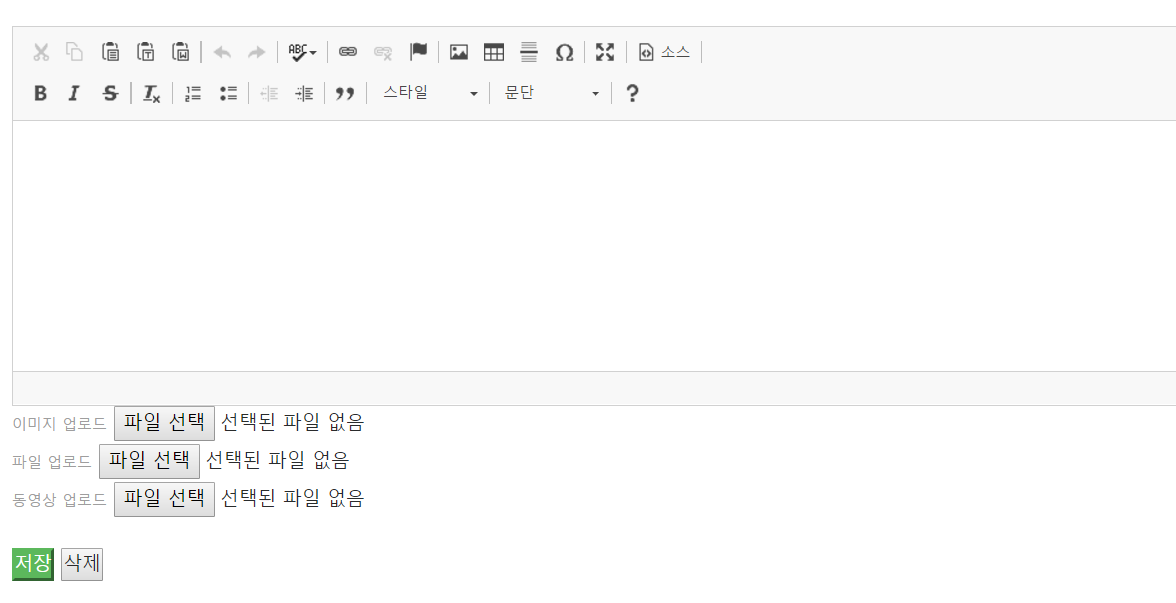 ABC 소스
B I S Tx 스타일 문단 ?
이미지 업로드 파일 선택 선택된 파일 없음
파일 업로드 파일 선택 선택된 파일 없음
동영상 업로드 파일 선택 선택된 파일 없음
저장 삭제